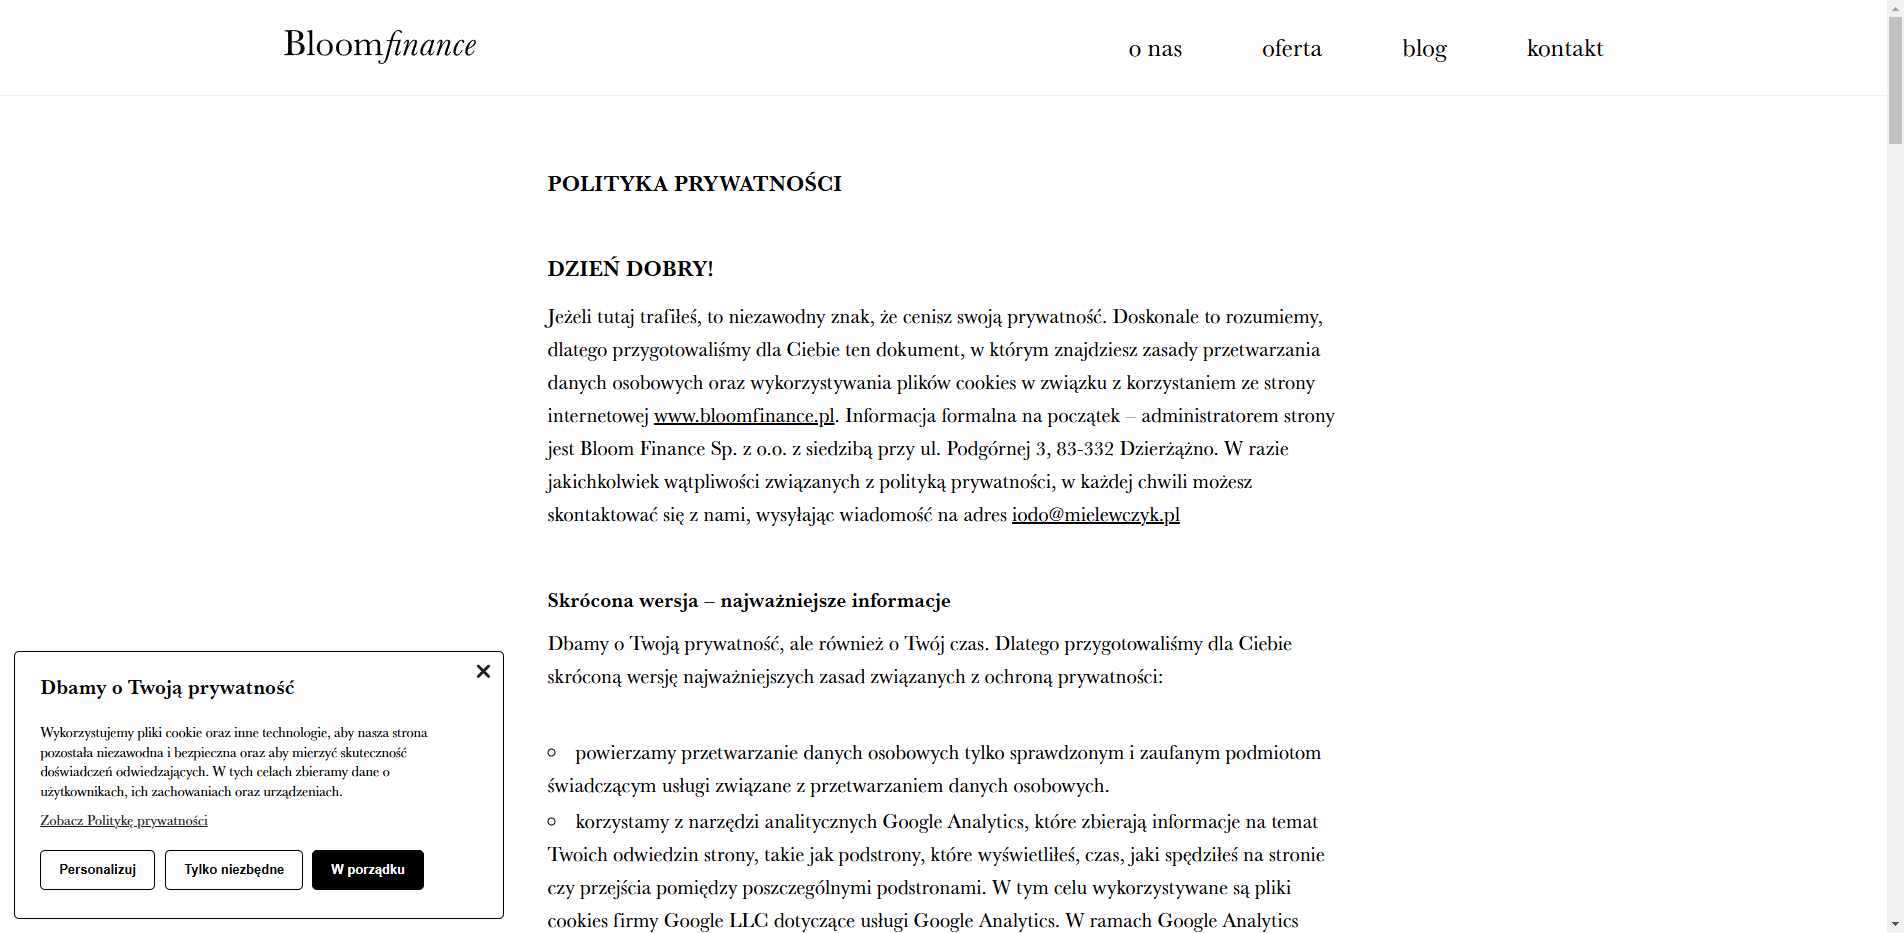 Bloomfinance
o nas
oferta
blog
kontakt
POLITYKA PRYWATNOŚCI
DZIEŃ DOBRY!
Jeżeli tutaj trafiłeś, to niezawodny znak, że cenisz swoją prywatność. Doskonale to rozumiemy,
dlatego przygotowaliśmy dla Ciebie ten dokument, w którym znajdziesz zasady przetwarzania
danych osobowych oraz wykorzystywania plików cookies w związku z korzystaniem ze strony
internetowej www.bloomfinance.pl. Informacja formalna na początek – administratorem strony
jest Bloom Finance Sp. z o.o. z siedzibą przy ul. Podgórnej 3, 83-332 Dzierżążno. W razie
jakichkolwiek wątpliwości związanych z polityką prywatności, w każdej chwili możesz
skontaktować się z nami, wysyłając wiadomość na adres iodo@mielewczyk.pl
Skrócona wersja – najważniejsze informacje
Dbamy o Twoją prywatność, ale również o Twój czas. Dlatego przygotowaliśmy dla Ciebie
skróconą wersję najważniejszych zasad związanych z ochroną prywatności:
powierzamy przetwarzanie danych osobowych tylko sprawdzonym i zaufanym podmiotom
świadczącym usługi związane z przetwarzaniem danych osobowych.
korzystamy z narzędzi analitycznych Google Analytics, które zbierają informacje na temat
Twoich odwiedzin strony, takie jak podstrony, które wyświetliłeś, czas, jaki spędziłeś na stronie
czy przejścia pomiędzy poszczególnymi podstronami. W tym celu wykorzystywane są pliki
cookies firmy Google LLC dotyczące usługi Google Analytics. W ramach Google Analytics
Dbamy o Twoją prywatność
Wykorzystujemy pliki cookie oraz inne technologie, aby nasza strona
pozostała niezawodna i bezpieczna oraz aby mierzyć skuteczność
doświadczeń odwiedzających. W tych celach zbieramy dane o
użytkownikach, ich zachowaniach oraz urządzeniach.
Zobacz Politykę prywatności
Personalizuj
Tylko niezbędne
W porządku